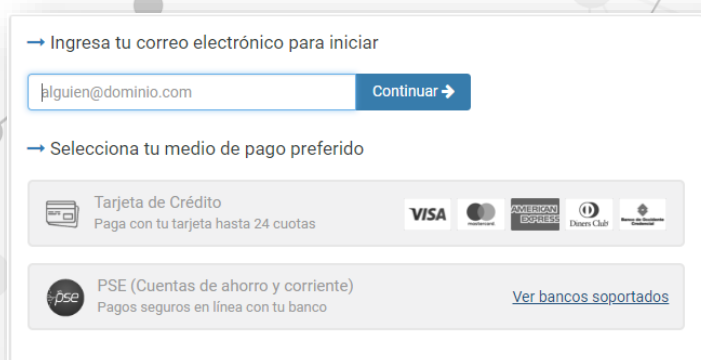 → Ingresa tu correo electrónico para iniciar
alguien@dominio.com
Continuar →
→ Selecciona tu medio de pago preferido
Tarjeta de Crédito
Paga con tu tarjeta hasta 24 cuotas
VISA
mastercard
AMERICAN
EXPRESS
Diners Club
Banco de Occidente
Credencial
pse
PSE (Cuentas de ahorro y corriente)
Pagos seguros en línea con tu banco
Ver bancos soportados